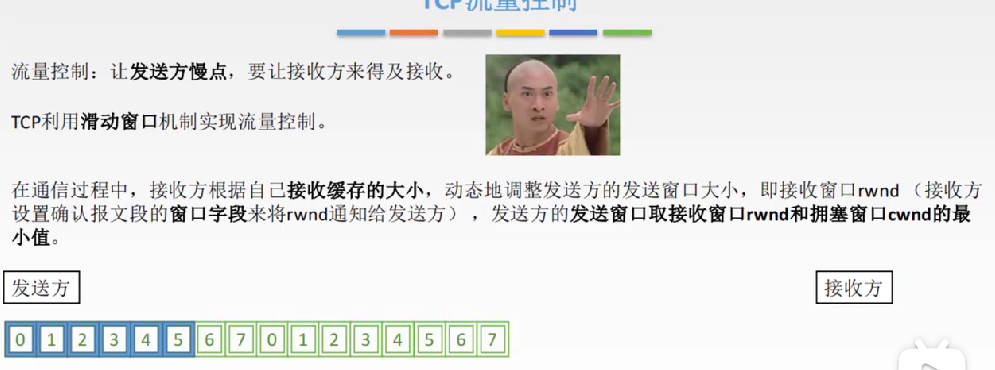 TCP流量控制
流量控制：让发送方慢点，要让接收方来得及接收。
TCP利用滑动窗口机制实现流量控制。
在通信过程中，接收方根据自己接收缓存的大小，动态地调整发送方的发送窗口大小，即接收窗口rwnd（接收方
设置确认报文段的窗口字段来将rwnd通知给发送方），发送方的发送窗口取接收窗口rwnd和拥塞窗口cwnd的最
小值。
发送方 接收方
0 1 2 3 4 5 6 7 0 1 2 3 4 5 6 7